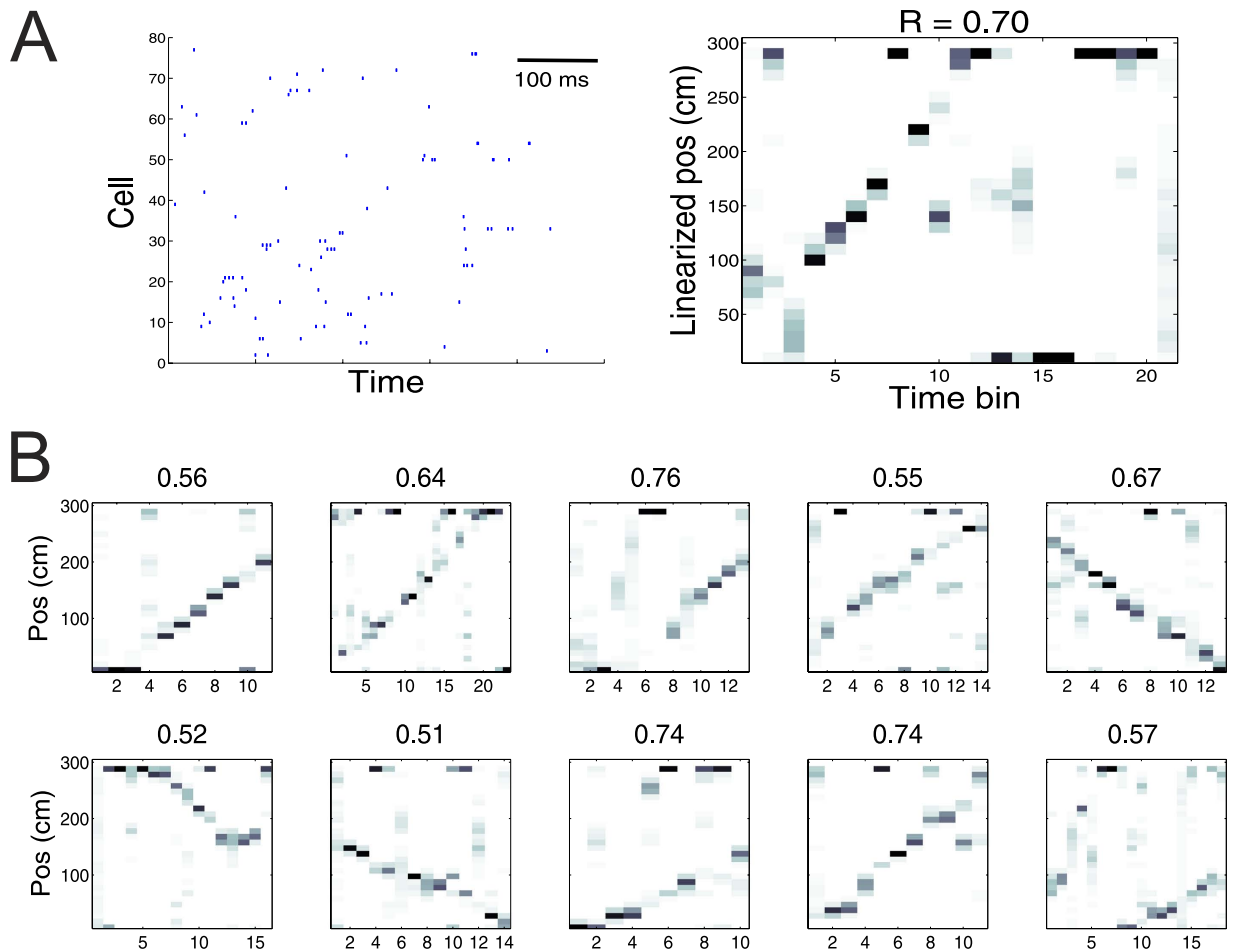 A
R = 0.70
80
70
60
50
40
30
20
10
0
Cell
100 ms
Time
300
250
200
150
100
50
Linearized pos (cm)
5 10 15 20
Time bin
B
0.56 0.64 0.76 0.55 0.67
300
200
100
Pos (cm)
2 4 6 8 10
5 10 15 20
2 4 6 8 10 12
2 4 6 8 10 12 14
2 4 6 8 10 12
0.52 0.51 0.74 0.74 0.57
300
200
100
Pos (cm)
5 10 15
2 4 6 8 10 12 14
2 4 6 8 10
2 4 6 8 10
5 10 15